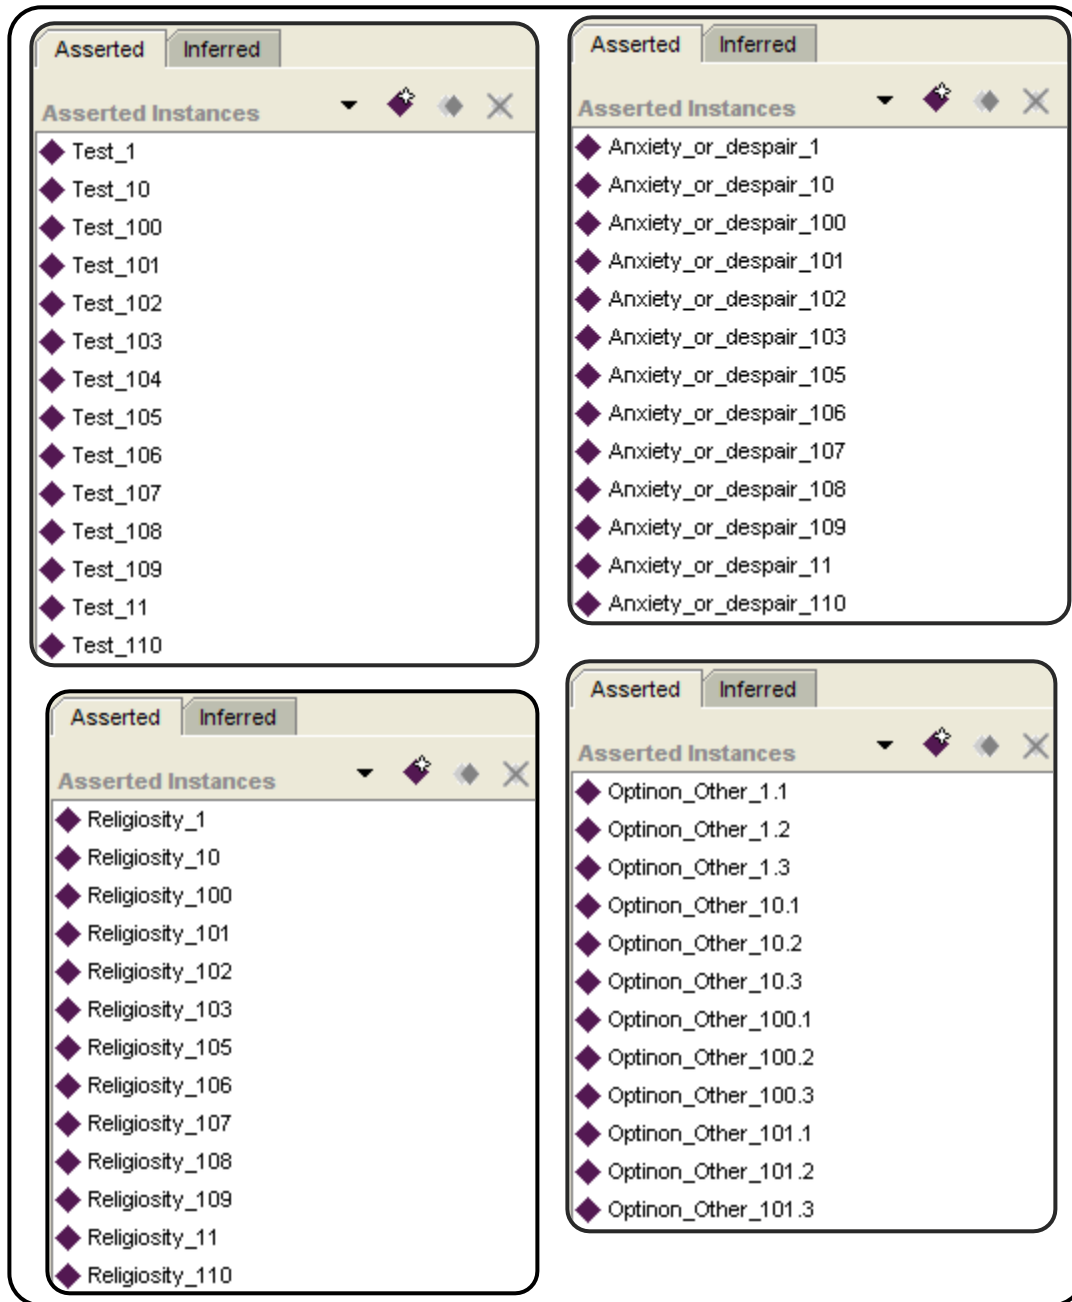 Asserted Inferred
Asserted Instances
Test_1
Test_10
Test_100
Test_101
Test_102
Test_103
Test_104
Test_105
Test_106
Test_107
Test_108
Test_109
Test_11
Test_110
Asserted Inferred
Asserted Instances
Anxiety_or_despair_1
Anxiety_or_despair_10
Anxiety_or_despair_100
Anxiety_or_despair_101
Anxiety_or_despair_102
Anxiety_or_despair_103
Anxiety_or_despair_105
Anxiety_or_despair_106
Anxiety_or_despair_107
Anxiety_or_despair_108
Anxiety_or_despair_109
Anxiety_or_despair_11
Anxiety_or_despair_110
Asserted Inferred
Asserted Instances
Religiosity_1
Religiosity_10
Religiosity_100
Religiosity_101
Religiosity_102
Religiosity_103
Religiosity_105
Religiosity_106
Religiosity_107
Religiosity_108
Religiosity_109
Religiosity_11
Religiosity_110
Asserted Inferred
Asserted Instances
Optinon_Other_1.1
Optinon_Other_1.2
Optinon_Other_1.3
Optinon_Other_10.1
Optinon_Other_10.2
Optinon_Other_10.3
Optinon_Other_100.1
Optinon_Other_100.2
Optinon_Other_100.3
Optinon_Other_101.1
Optinon_Other_101.2
Optinon_Other_101.3